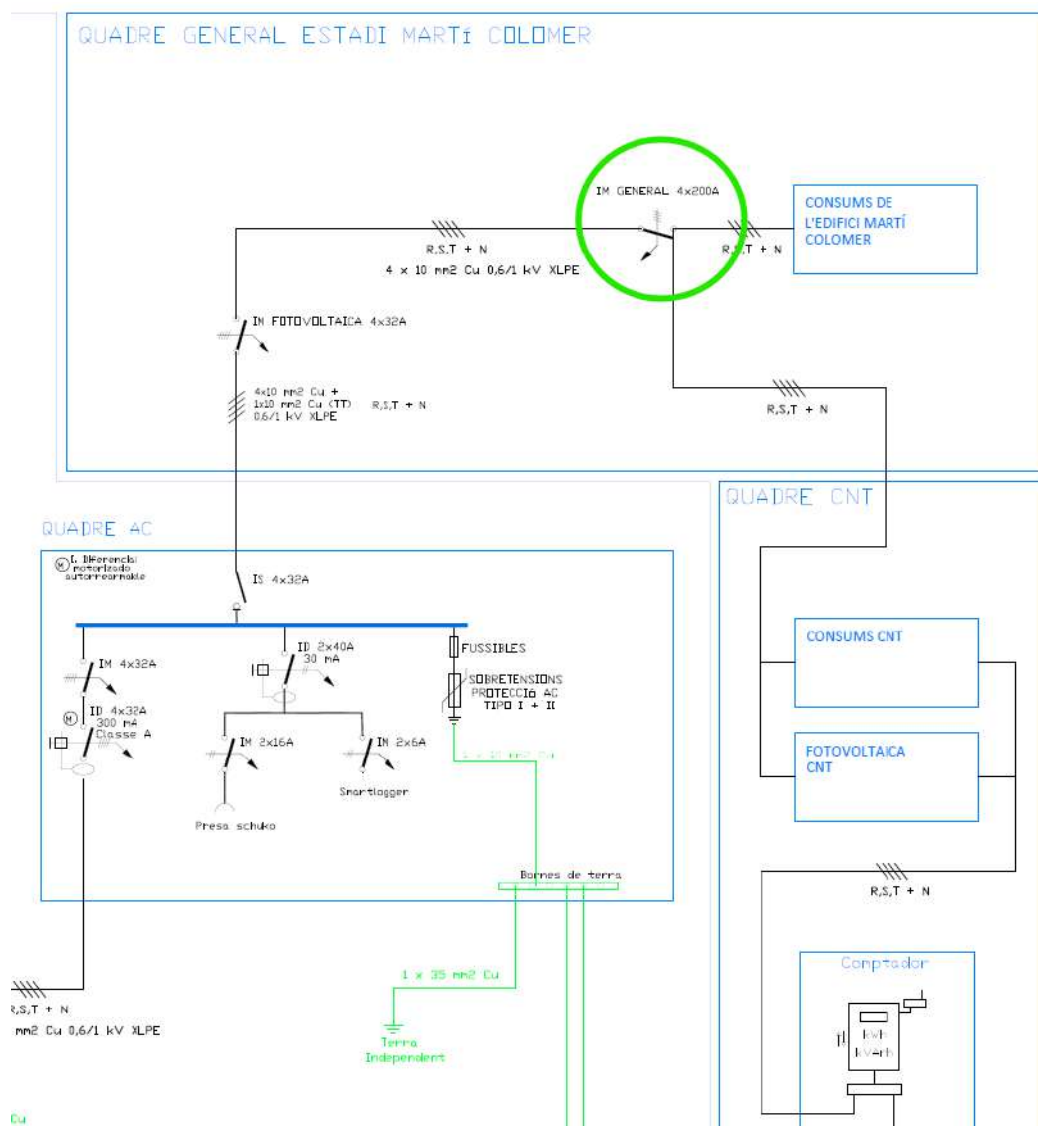 QUADRE GENERAL ESTADI MARTÍ COLOMER
IM GENERAL 4x200A
CONSUMS DE
L'EDIFICI MARTÍ
COLOMER
R,S,T + N
4 x 10 mm2 Cu 0,6/1 kV XLPE
R,S,T + N
IM FOTOVOLTAICA 4x32A
4x10 mm2 Cu +
1x10 mm2 Cu (TT)
0,6/1 kV XLPE
R,S,T + N
R,S,T + N
QUADRE CNT
QUADRE AC
M
I. Diferencial
motorizado
autorrearmable
IS 4x32A
IM 4x32A
ID 2x40A
30 mA
FUSSIBLES
SOBRETENSIONS
PROTECCIó AC
TIPO I + II
M
ID 4x32A
300 mA
Classe A
IM 2x16A
IM 2x6A
Smartlogger
Presa schuko
CONSUMS CNT
FOTOVOLTAICA
CNT
Bornes de terra
R,S,T + N
1 x 35 mm2 Cu
Terra
Independent
R,S,T + N
mm2 Cu 0,6/1 kV XLPE
Comptador
kWh
kVArh
Cu